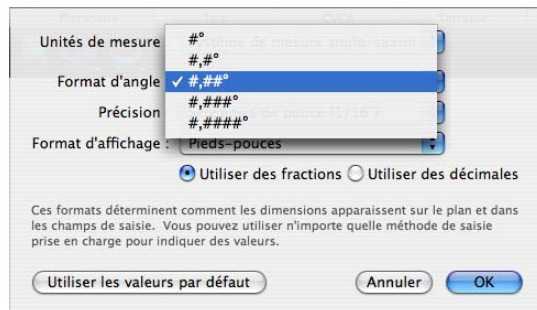 Unités de mesure
#°
#,#°
Format d'angle ✓ #,##°
#,###°
Précision
#,####°
Format d'affichage : Pieds-pouces
Utiliser des fractions Utiliser des décimales
Ces formats déterminent comment les dimensions apparaissent sur le plan et dans
les champs de saisie. Vous pouvez utiliser n'importe quelle méthode de saisie
prise en charge pour indiquer des valeurs.
Utiliser les valeurs par défaut Annuler OK